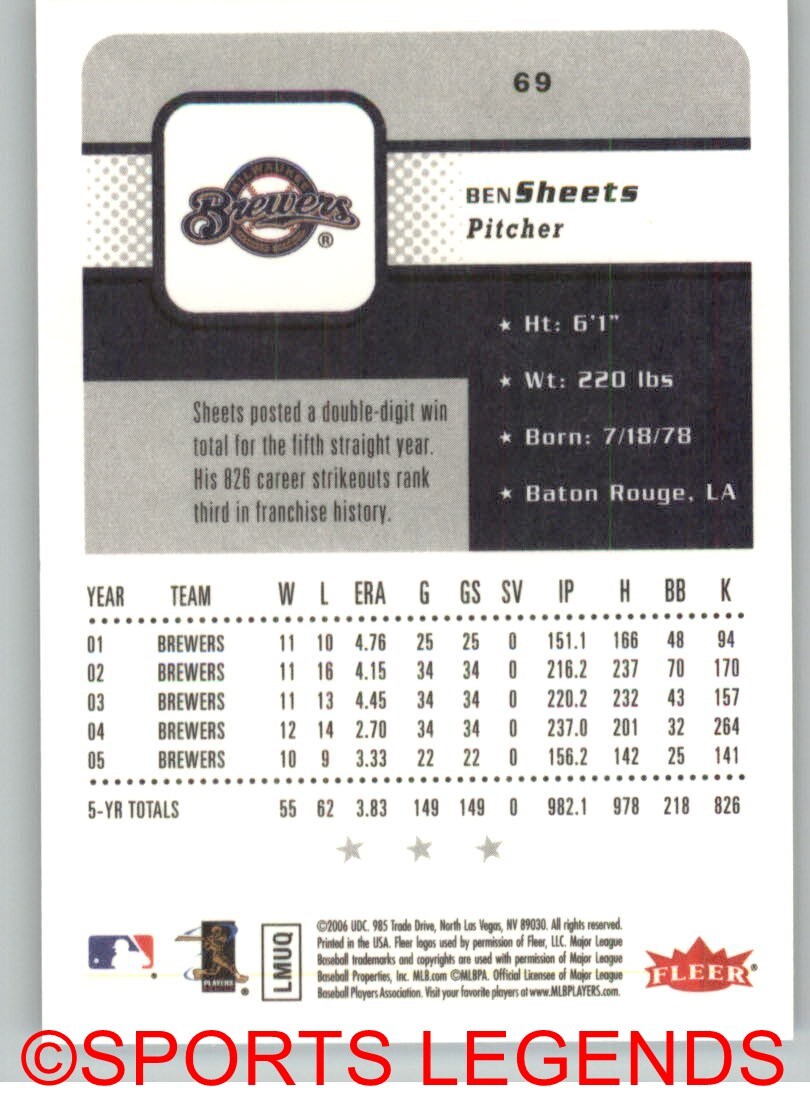 69
MILWAUKEE
Brewers®
BEN Sheets
Pitcher
★ Ht: 6'1"
★ Wt: 220 lbs
★ Born: 7/18/78
★ Baton Rouge, LA
Sheets posted a double-digit win
total for the fifth straight year.
His 826 career strikeouts rank
third in franchise history.
YEAR TEAM W L ERA G GS SV IP H BB K
01 BREWERS 11 10 4.76 25 25 0 151.1 166 48 94
02 BREWERS 11 16 4.15 34 34 0 216.2 237 70 170
03 BREWERS 11 13 4.45 34 34 0 220.2 232 43 157
04 BREWERS 12 14 2.70 34 34 0 237.0 201 32 264
05 BREWERS 10 9 3.33 22 22 0 156.2 142 25 141
5-YR TOTALS 55 62 3.83 149 149 0 982.1 978 218 826
PLAYERS
LMUQ
©2006 UDC. 985 Trade Drive, North Las Vegas, NV 89030. All rights reserved.
Printed in the USA. Fleer logos used by permission of Fleer, LLC. Major League
Baseball trademarks and copyrights are used with permission of Major League
Baseball Properties, Inc. MLB.com ©MLBPA. Official Licensee of Major League
Baseball Players Association. Visit your favorite players at www.MLBPLAYERS.com.
FLEER®
©SPORTS LEGENDS